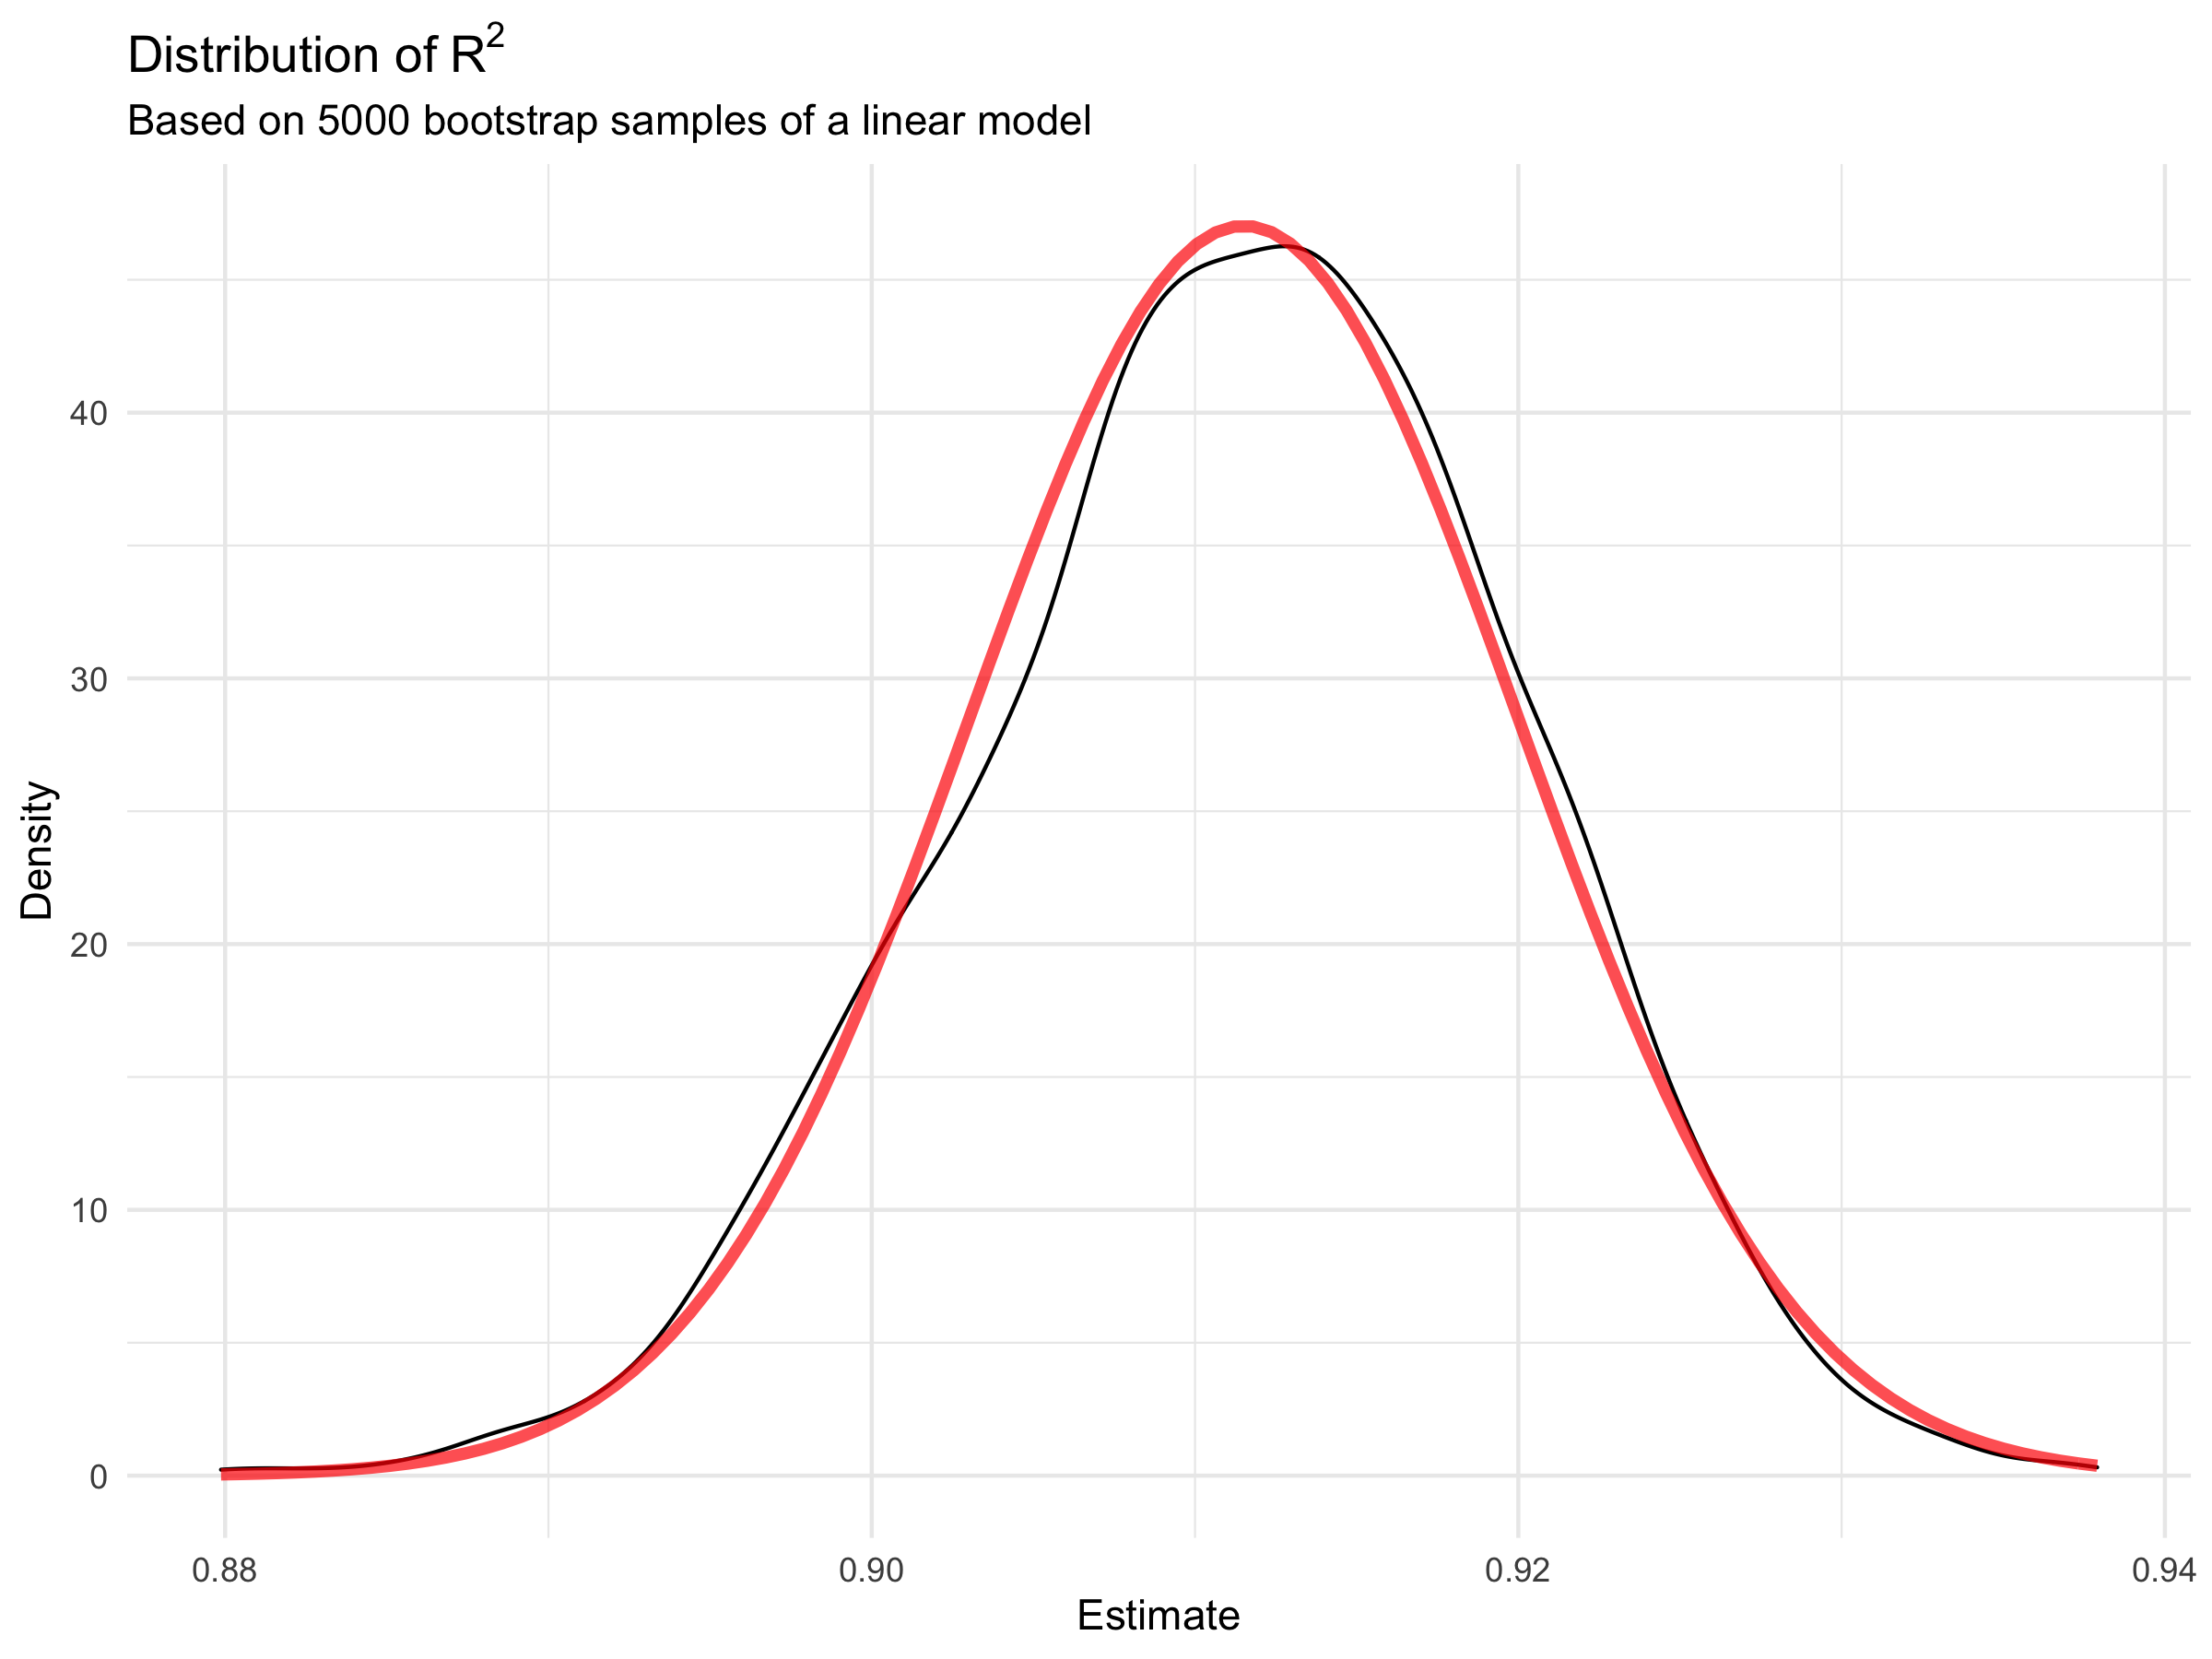 Distribution of R²
Based on 5000 bootstrap samples of a linear model
Density
40
30
20
10
0
0.88 0.90 0.92 0.94
Estimate